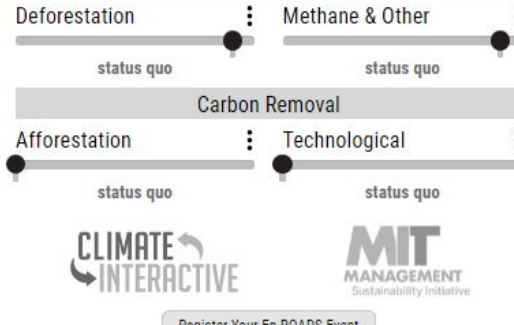 Deforestation
Methane & Other
status quo
status quo
Carbon Removal
Afforestation
Technological
status quo
status quo
CLIMATE
INTERACTIVE
MIT
MANAGEMENT
Sustainability Initiative
Register Your En-ROADS Event